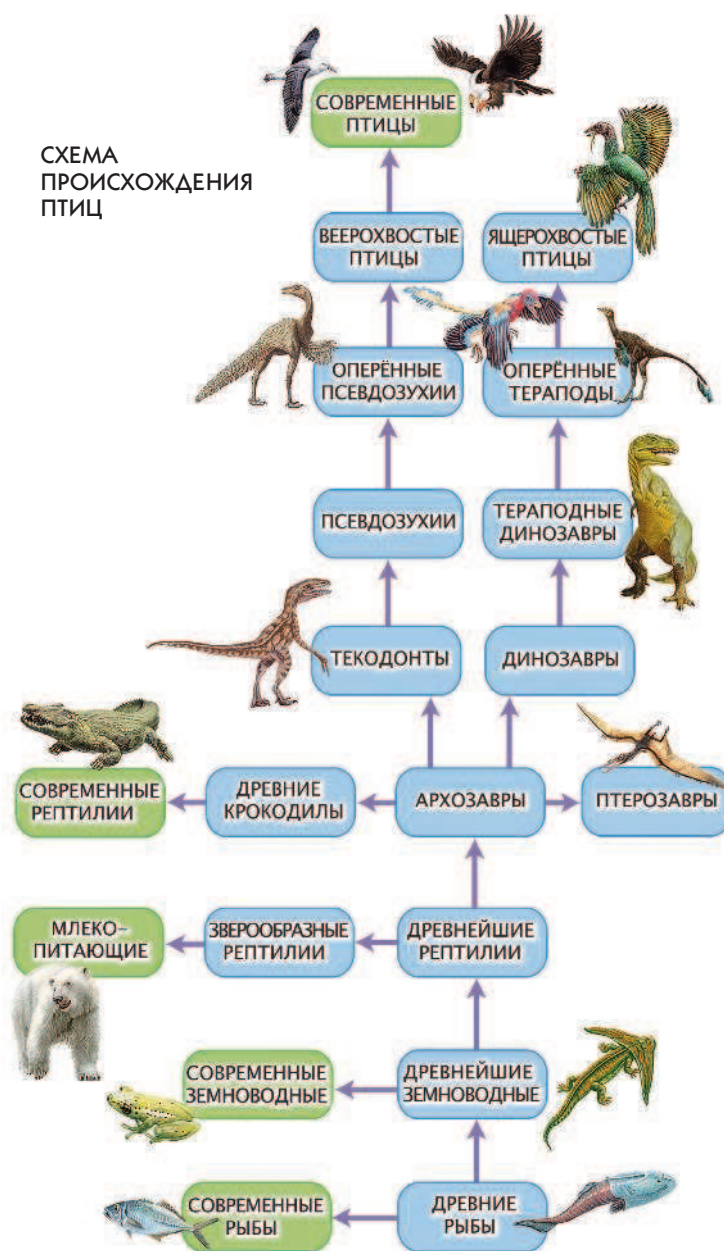 СОВРЕМЕННЫЕ
ПТИЦЫ
СХЕМА
ПРОИСХОЖДЕНИЯ
ПТИЦ
ВЕЕРОХВОСТЫЕ
ПТИЦЫ
ЯЩЕРОХВОСТЫЕ
ПТИЦЫ
ОПЕРЁННЫЕ
ПСЕВДОЗУХИИ
ОПЕРЁННЫЕ
ТЕРАПОДЫ
ПСЕВДОЗУХИИ
ТЕРАПОДНЫЕ
ДИНОЗАВРЫ
ТЕКОДОНТЫ
ДИНОЗАВРЫ
СОВРЕМЕННЫЕ
РЕПТИЛИИ
ДРЕВНИЕ
КРОКОДИЛЫ
АРХОЗАВРЫ
ПТЕРОЗАВРЫ
МЛЕКО–
ПИТАЮЩИЕ
ЗВЕРООБРАЗНЫЕ
РЕПТИЛИИ
ДРЕВНЕЙШИЕ
РЕПТИЛИИ
СОВРЕМЕННЫЕ
ЗЕМНОВОДНЫЕ
ДРЕВНЕЙШИЕ
ЗЕМНОВОДНЫЕ
СОВРЕМЕННЫЕ
РЫБЫ
ДРЕВНИЕ
РЫБЫ